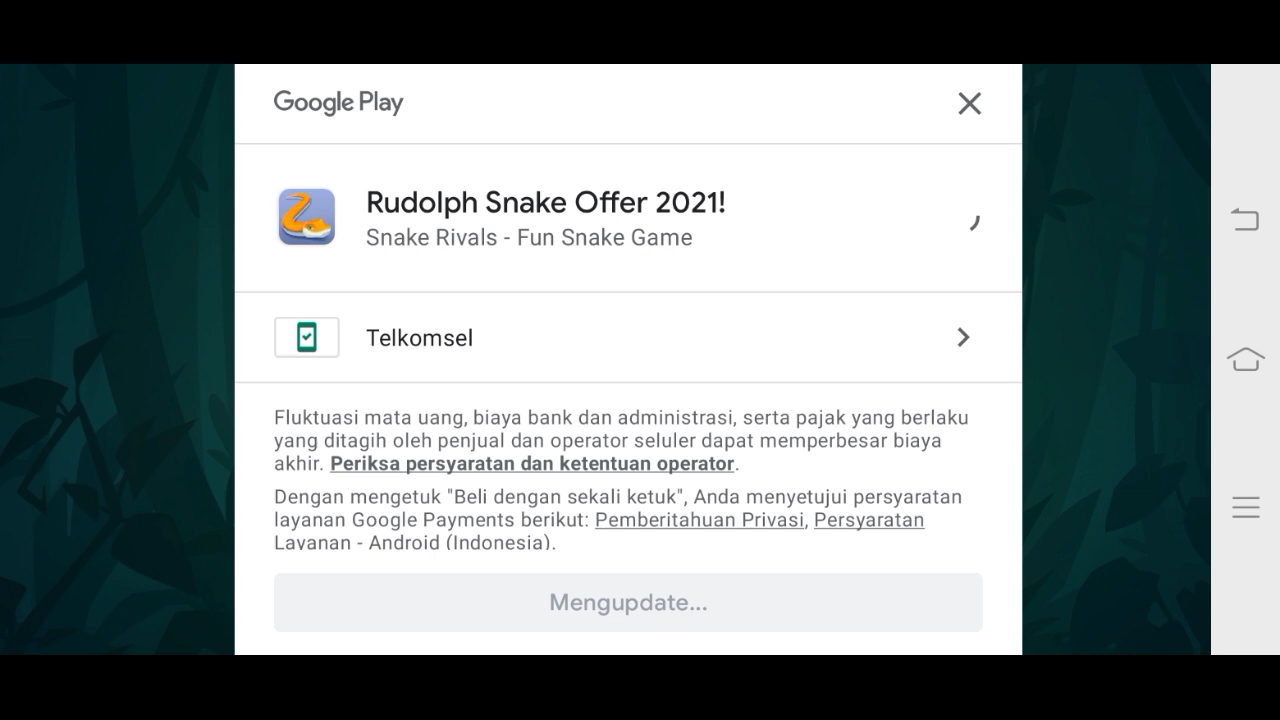 Google Play
Rudolph Snake Offer 2021!
Snake Rivals - Fun Snake Game
Telkomsel
Fluktuasi mata uang, biaya bank dan administrasi, serta pajak yang berlaku
yang ditagih oleh penjual dan operator seluler dapat memperbesar biaya
akhir. Periksa persyaratan dan ketentuan operator.
Dengan mengetuk "Beli dengan sekali ketuk", Anda menyetujui persyaratan
layanan Google Payments berikut: Pemberitahuan Privasi, Persyaratan
Layanan - Android (Indonesia).
Mengupdate...